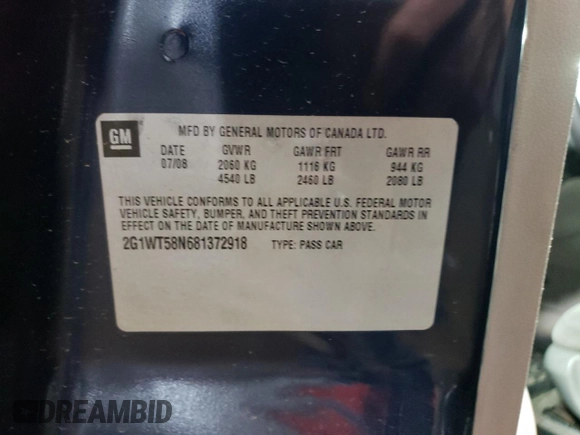 GM
MFD BY GENERAL MOTORS OF CANADA LTD.
DATE GVWR GAWR FRT GAWR RR
07/08 2060 KG 1116 KG 944 KG
4540 LB 2460 LB 2080 LB
THIS VEHICLE CONFORMS TO ALL APPLICABLE U.S. FEDERAL MOTOR
VEHICLE SAFETY, BUMPER, AND THEFT PREVENTION STANDARDS IN
EFFECT ON THE DATE OF MANUFACTURE SHOWN ABOVE.
2G1WT58N681372918 TYPE: PASS CAR
DREAMBID